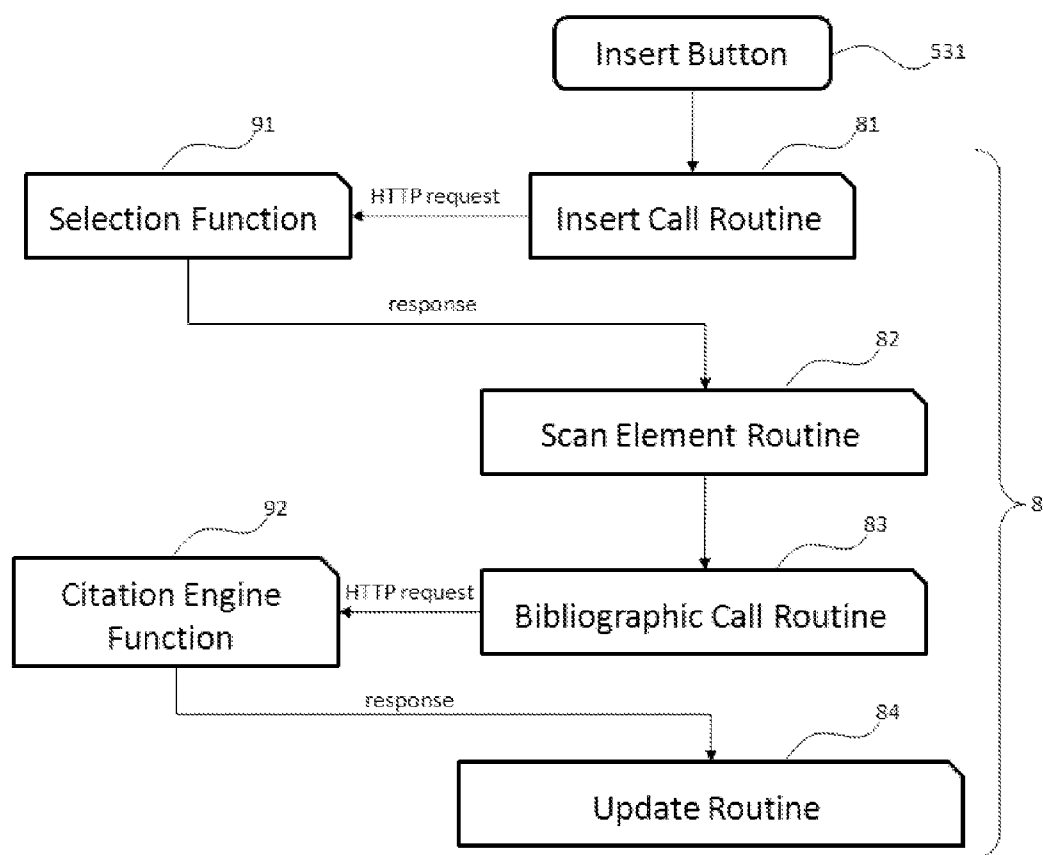 Insert Button
531
91
81
Selection Function
HTTP request
Insert Call Routine
response
82
Scan Element Routine
8
92
83
Citation Engine
Function
HTTP request
Bibliographic Call Routine
response
84
Update Routine